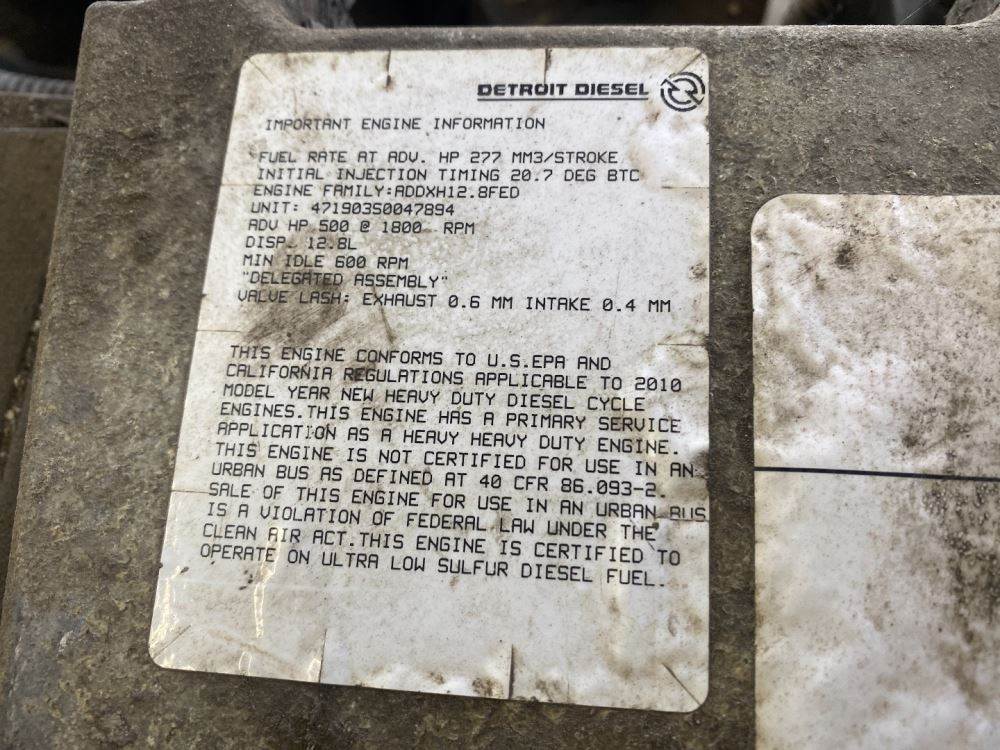 DETROIT DIESEL
IMPORTANT ENGINE INFORMATION
FUEL RATE AT ADV. HP 277 MM3/STROKE
INITIAL INJECTION TIMING 20.7 DEG BTC
ENGINE FAMILY:ADDXH12.8FED
UNIT: 471903S0047894
ADV HP 500 @ 1800 RPM
DISP. 12.8L
MIN IDLE 600 RPM
"DELEGATED ASSEMBLY"
VALVE LASH: EXHAUST 0.6 MM INTAKE 0.4 MM
THIS ENGINE CONFORMS TO U.S.EPA AND
CALIFORNIA REGULATIONS APPLICABLE TO 2010
MODEL YEAR NEW HEAVY DUTY DIESEL CYCLE
ENGINES.THIS ENGINE HAS A PRIMARY SERVICE
APPLICATION AS A HEAVY HEAVY DUTY ENGINE.
THIS ENGINE IS NOT CERTIFIED FOR USE IN AN
URBAN BUS AS DEFINED AT 40 CFR 86.093-2.
SALE OF THIS ENGINE FOR USE IN AN URBAN BUS
IS A VIOLATION OF FEDERAL LAW UNDER THE
CLEAN AIR ACT.THIS ENGINE IS CERTIFIED TO
OPERATE ON ULTRA LOW SULFUR DIESEL FUEL.